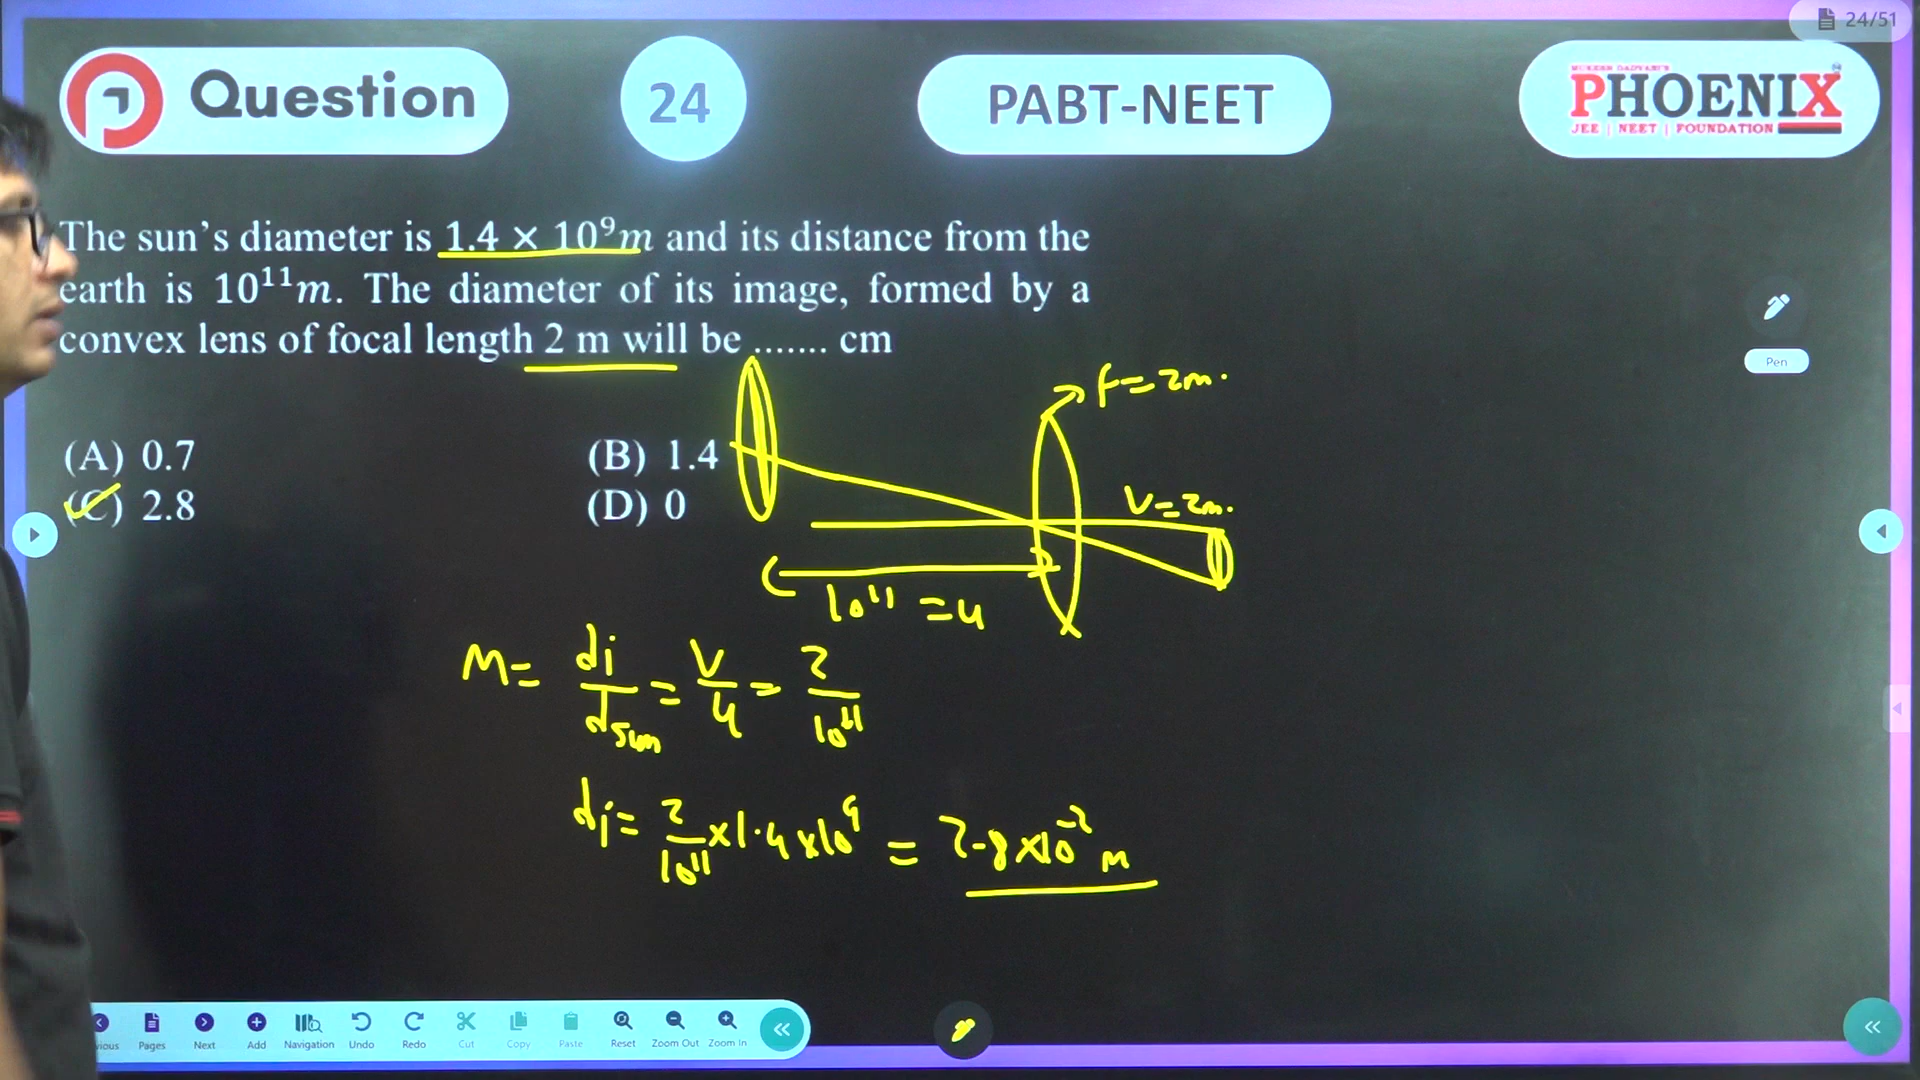 24/51
Question
24
PABT-NEET
MUKESH DADWANI'S
PHOENIX
JEE | NEET | FOUNDATION
The sun's diameter is 1.4 × 10⁹m and its distance from the
earth is 10¹¹m. The diameter of its image, formed by a
convex lens of focal length 2 m will be ....... cm
(A) 0.7
(B) 1.4
(C) 2.8
(D) 0
Pen
f=2m.
V=2m.
10¹¹ =u
M= di/dsun = V/u = 2/10¹¹
di= 2/10¹¹ ×1.4×10⁹ = 2.8×10⁻² m
vious
Pages
Next
Add
Navigation
Undo
Redo
Cut
Copy
Paste
Reset
Zoom Out
Zoom In